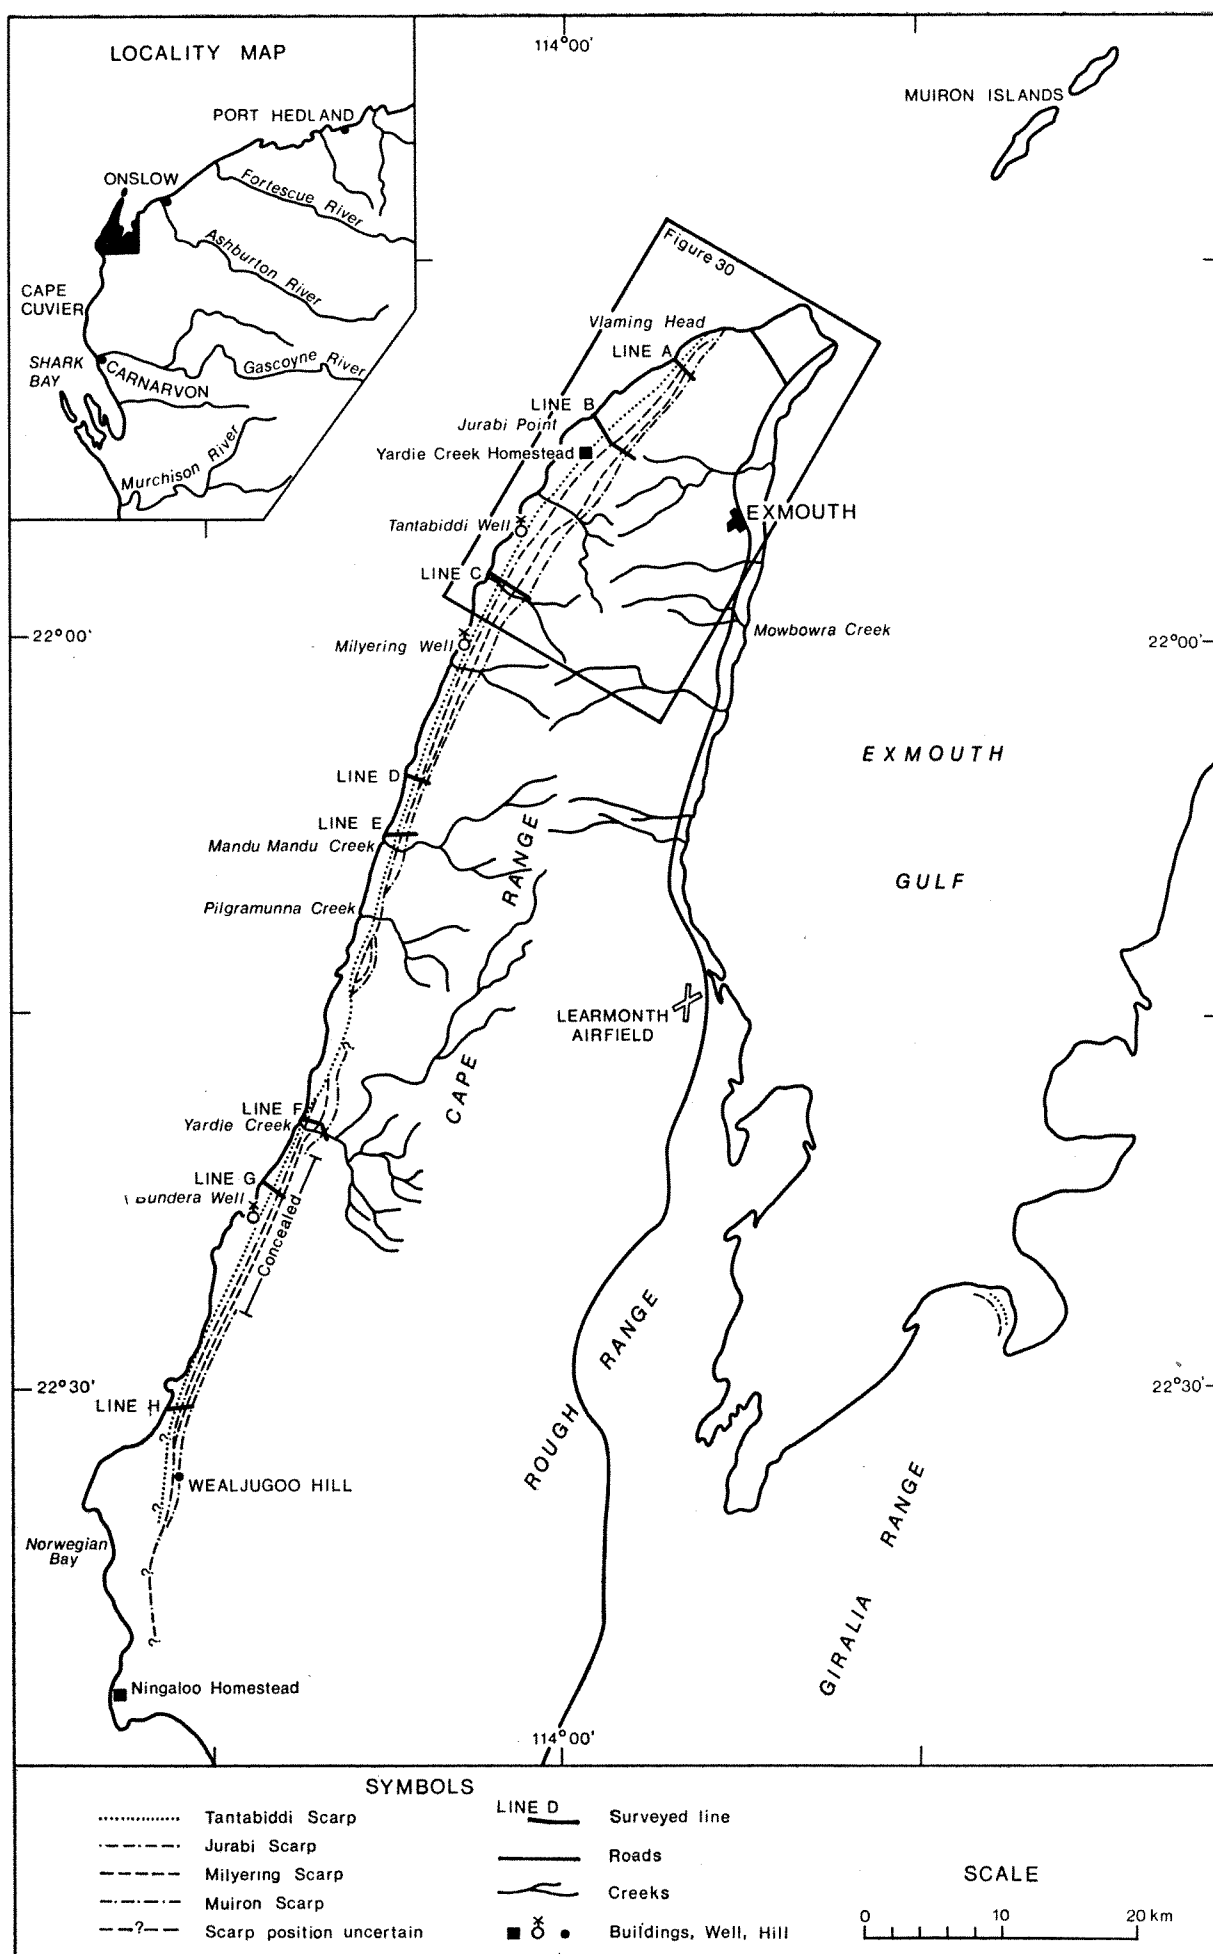 LOCALITY MAP
PORT HEDLAND
ONSLOW
Fortescue River
Ashburton River
CAPE
CUVIER
SHARK
BAY
CARNARVON
Gascoyne River
Murchison River
114°00'
MUIRON ISLANDS
Figure 30
Vlaming Head
LINE A
LINE B
Jurabi Point
Yardie Creek Homestead
Tantabiddi Well
EXMOUTH
LINE C
22°00'
Milyering Well
Mowbowra Creek
22°00'
EXMOUTH
GULF
LINE D
LINE E
Mandu Mandu Creek
RANGE
Pilgramunna Creek
LEARMONTH
AIRFIELD
CAPE
?
LINE F
Yardie Creek
LINE G
Bundera Well
Concealed
RANGE
ROUGH
22°30'
22°30'
LINE H
?
WEALJUGOO HILL
?
Norwegian
Bay
?
?
RANGE
GIRALIA
Ningaloo Homestead
114°00'
SYMBOLS
Tantabiddi Scarp
Jurabi Scarp
Milyering Scarp
Muiron Scarp
?
Scarp position uncertain
LINE D
Surveyed line
Roads
Creeks
Buildings, Well, Hill
SCALE
0 10 20 km